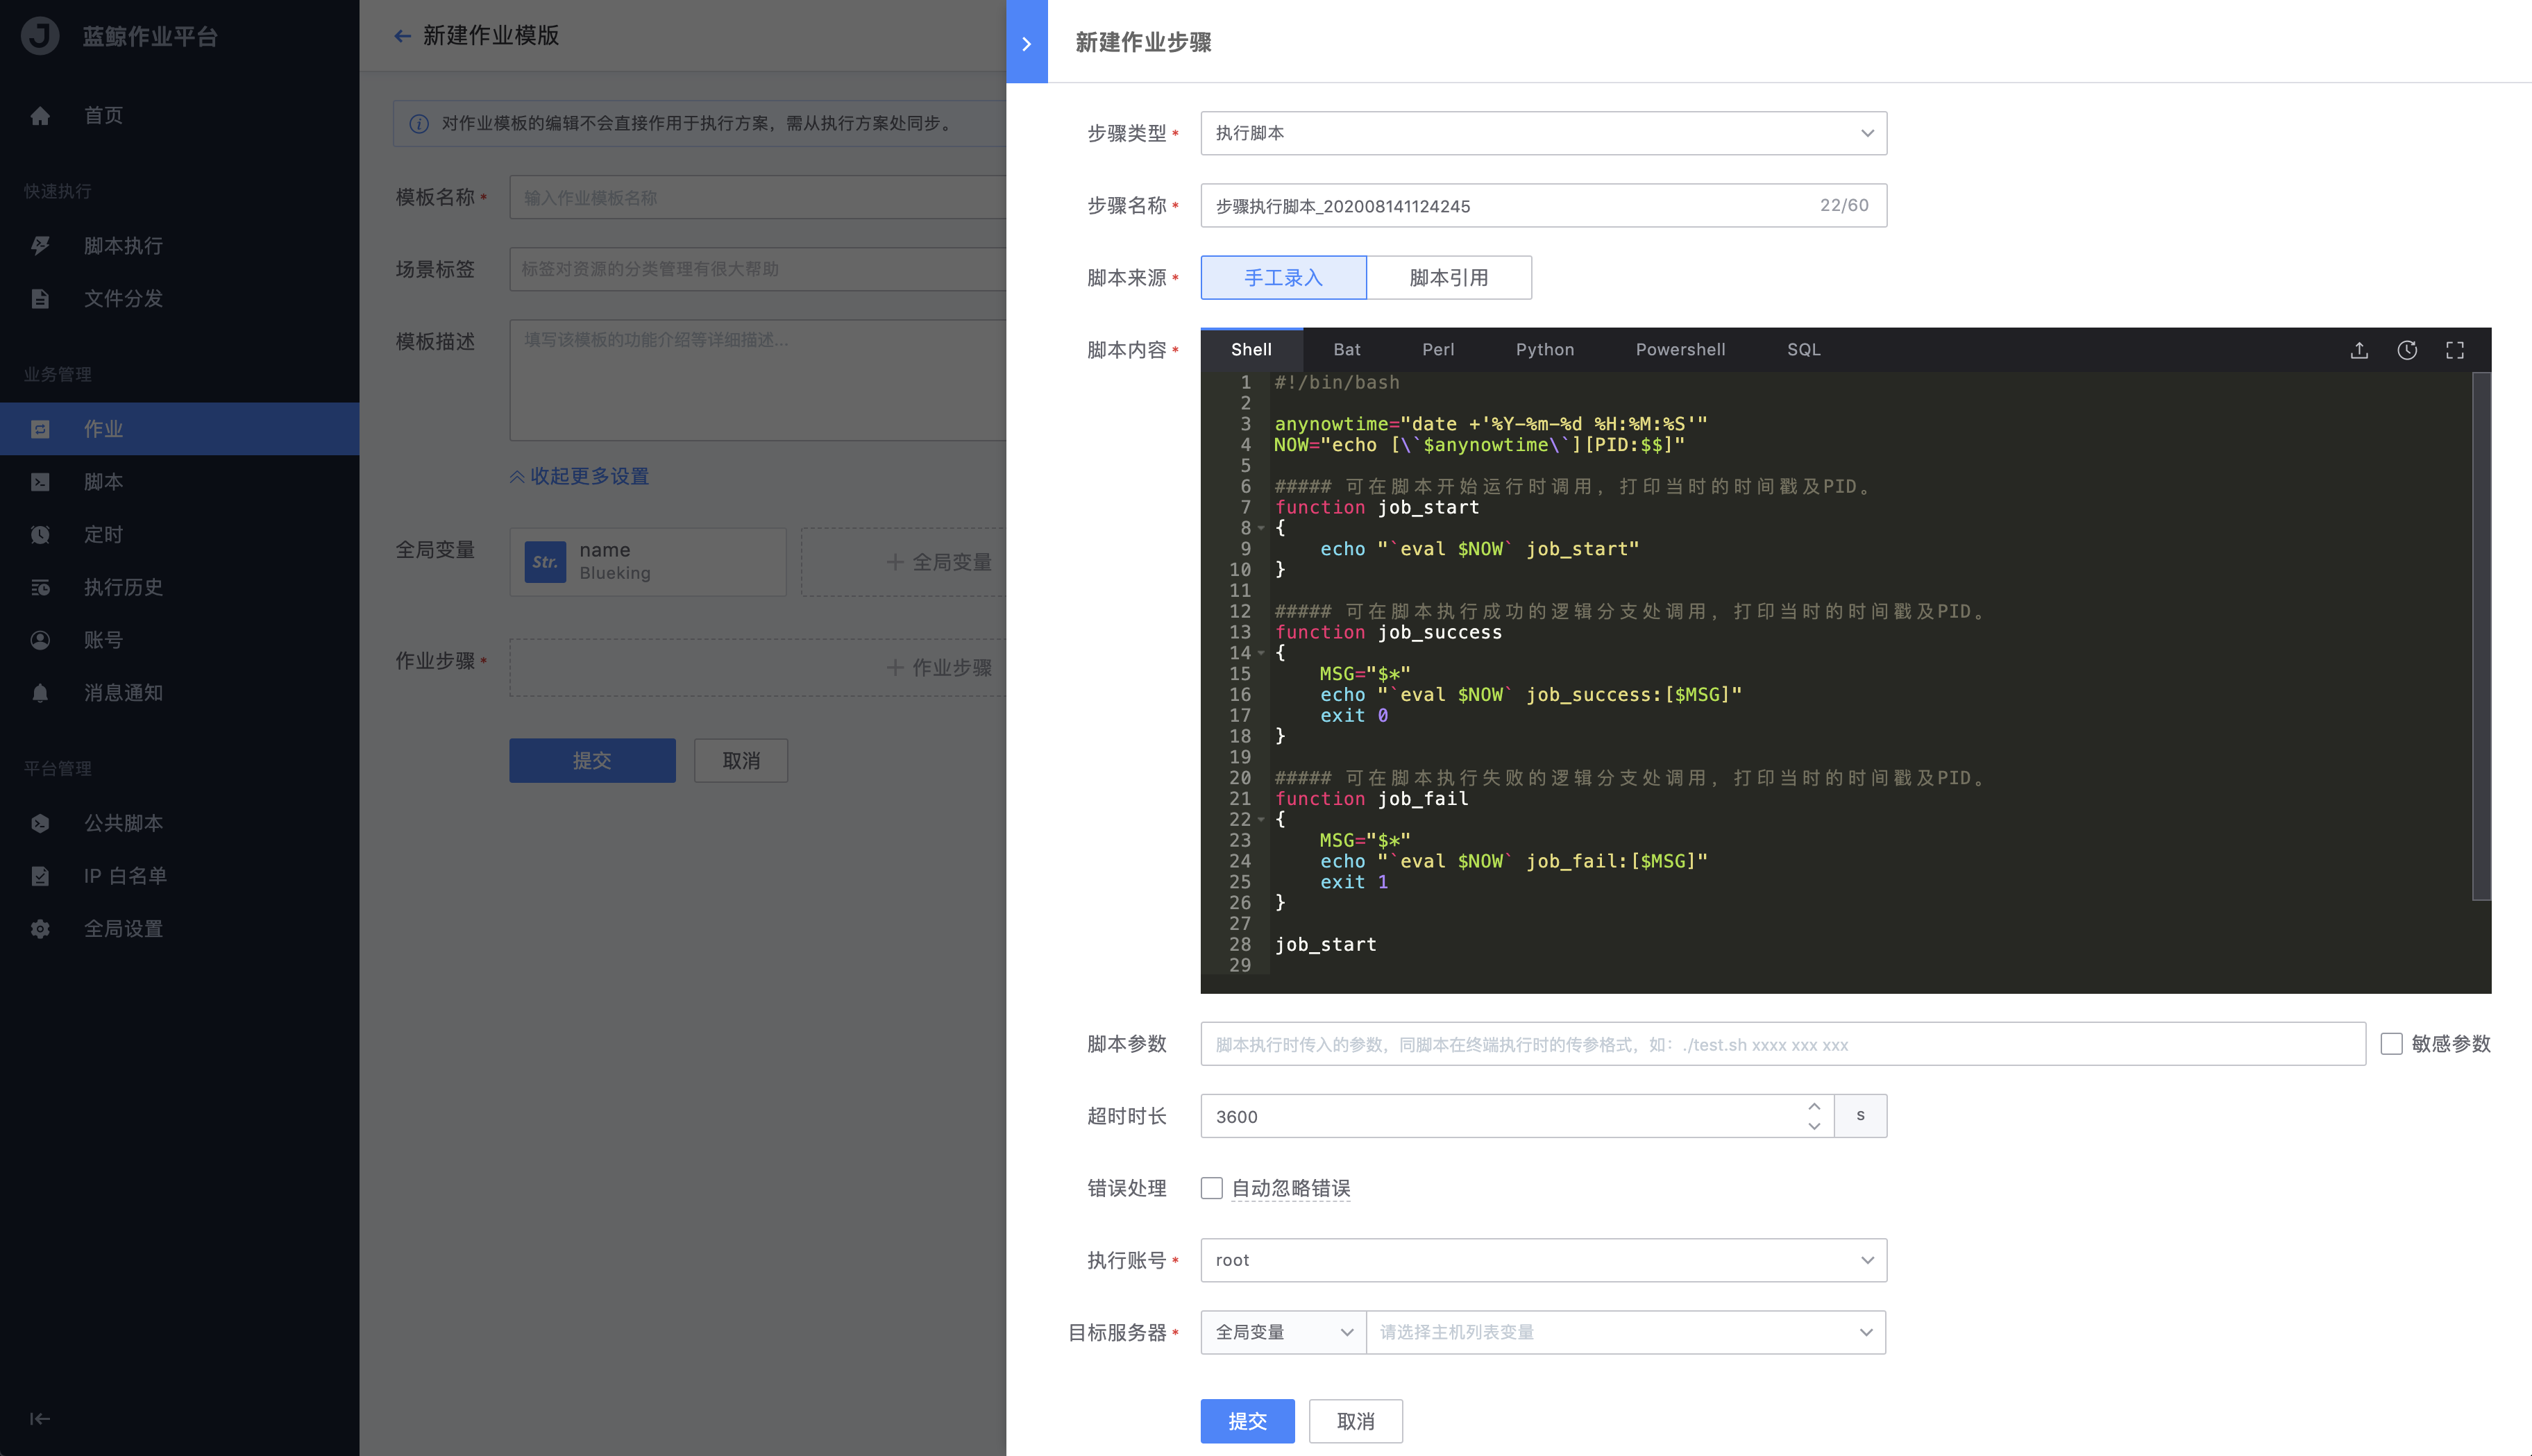 蓝鲸作业平台
首页
快速执行
脚本执行
文件分发
业务管理
作业
脚本
定时
执行历史
账号
消息通知
平台管理
公共脚本
IP 白名单
全局设置
新建作业模版
对作业模板的编辑不会直接作用于执行方案，需从执行方案处同步。
模板名称 *
输入作业模板名称
场景标签
标签对资源的分类管理有很大帮助
模板描述
填写该模板的功能介绍等详细描述...
收起更多设置
全局变量
Str.
name
Blueking
+ 全局变量
作业步骤 *
+ 作业步骤
提交
取消
新建作业步骤
步骤类型 *
执行脚本
步骤名称 *
步骤执行脚本_202008141124245
22/60
脚本来源 *
手工录入
脚本引用
脚本内容 *
Shell
Bat
Perl
Python
Powershell
SQL
1 #!/bin/bash
2
3 anynowtime="date +'%Y-%m-%d %H:%M:%S'"
4 NOW="echo [\`$anynowtime\`][PID:$$]"
5
6 ##### 可在脚本开始运行时调用，打印当时的时间戳及PID。
7 function job_start
8 {
9     echo "`eval $NOW` job_start"
10 }
11
12 ##### 可在脚本执行成功的逻辑分支处调用，打印当时的时间戳及PID。
13 function job_success
14 {
15     MSG="$*"
16     echo "`eval $NOW` job_success:[$MSG]"
17     exit 0
18 }
19
20 ##### 可在脚本执行失败的逻辑分支处调用，打印当时的时间戳及PID。
21 function job_fail
22 {
23     MSG="$*"
24     echo "`eval $NOW` job_fail:[$MSG]"
25     exit 1
26 }
27
28 job_start
29
脚本参数
脚本执行时传入的参数，同脚本在终端执行时的传参格式，如：./test.sh xxxx xxx xxx
敏感参数
超时时长
3600
s
错误处理
自动忽略错误
执行账号 *
root
目标服务器 *
全局变量
请选择主机列表变量
提交
取消